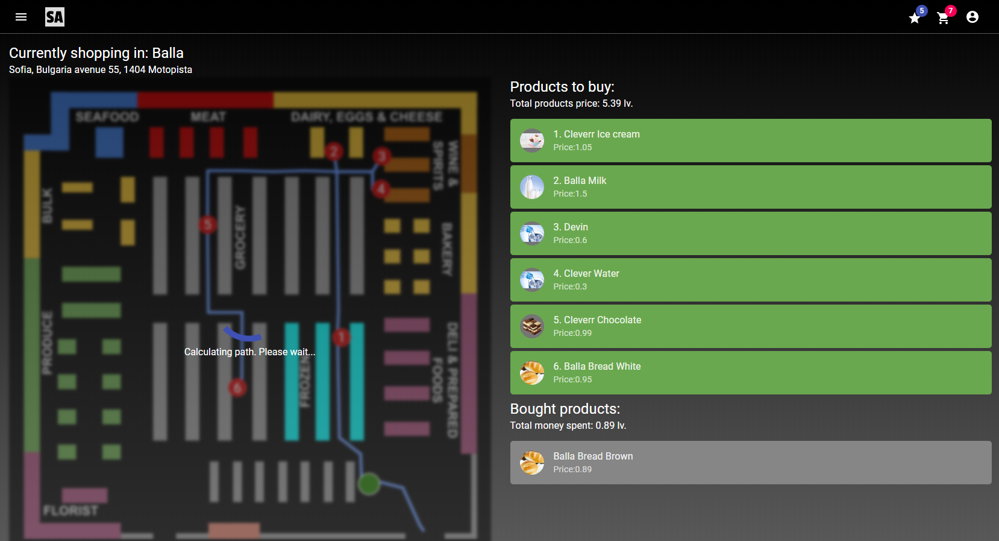 SA
5
7
Currently shopping in: Balla
Sofia, Bulgaria avenue 55, 1404 Motopista
SEAFOOD
MEAT
DAIRY, EGGS & CHEESE
WINE &
SPIRITS
BULK
GROCERY
BAKERY
PRODUCE
FROZEN
DELI & PREPARED
FOODS
FLORIST
2
3
4
5
1
6
Calculating path. Please wait...
Products to buy:
Total products price: 5.39 lv.
1. Cleverr Ice cream
Price:1.05
2. Balla Milk
Price:1.5
3. Devin
Price:0.6
4. Clever Water
Price:0.3
5. Cleverr Chocolate
Price:0.99
6. Balla Bread White
Price:0.95
Bought products:
Total money spent: 0.89 lv.
Balla Bread Brown
Price:0.89